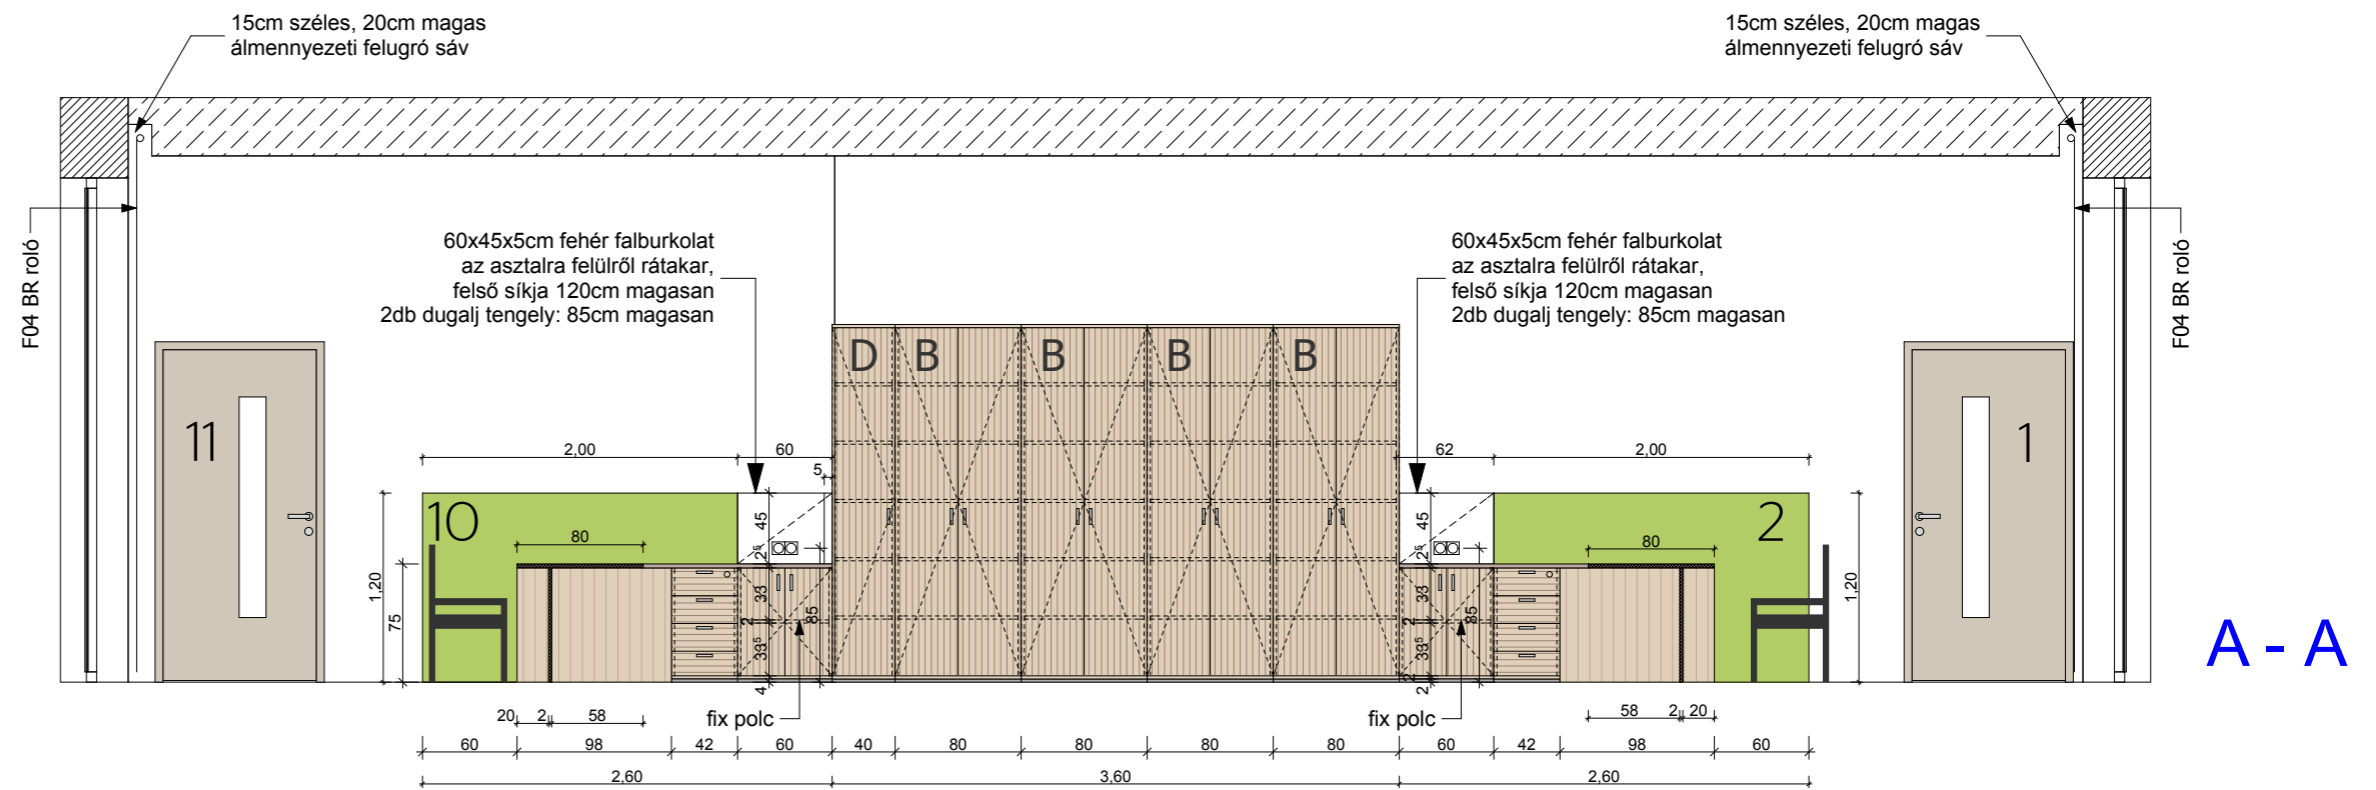 15cm széles, 20cm magas
álmennyezeti felugró sáv
15cm széles, 20cm magas
álmennyezeti felugró sáv
F04 BR roló
60x45x5cm fehér falburkolat
az asztalra felülről rátakar,
felső síkja 120cm magasan
2db dugalj tengely: 85cm magasan
60x45x5cm fehér falburkolat
az asztalra felülről rátakar,
felső síkja 120cm magasan
2db dugalj tengely: 85cm magasan
F04 BR roló
D B B B B
11
1
2,00 60
62 2,00
5
10
2
45
45
80
80
2⁵
2⁵
1,20
75
33
85
2
33⁵
4
33
85
2
33⁵
2
2
1,20
A - A
20 2 58
fix polc
fix polc
58 2 20
60 98 42 60 40 80 80 80 80 60 42 98 60
2,60 3,60 2,60